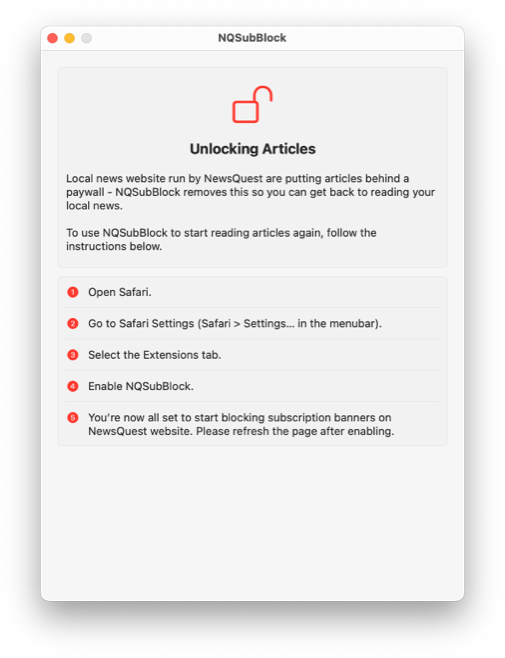 NQSubBlock
Unlocking Articles
Local news website run by NewsQuest are putting articles behind a
paywall - NQSubBlock removes this so you can get back to reading your
local news.
To use NQSubBlock to start reading articles again, follow the
instructions below.
1 Open Safari.
2 Go to Safari Settings (Safari > Settings... in the menubar).
3 Select the Extensions tab.
4 Enable NQSubBlock.
5 You're now all set to start blocking subscription banners on
NewsQuest website. Please refresh the page after enabling.